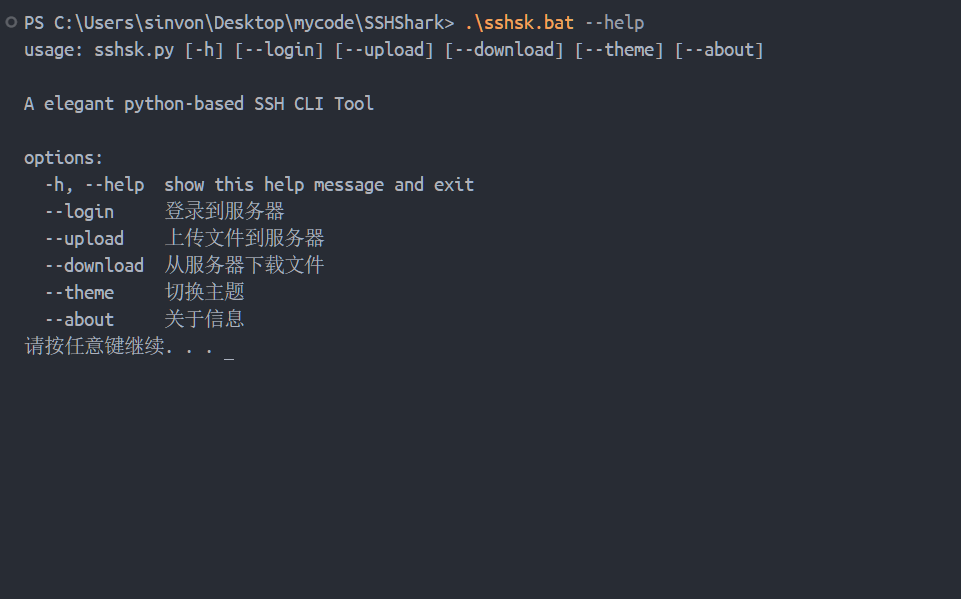 PS C:\Users\sinvon\Desktop\mycode\SSHShark> .\sshsk.bat --help
usage: sshsk.py [-h] [--login] [--upload] [--download] [--theme] [--about]
A elegant python-based SSH CLI Tool
options:
-h, --help  show this help message and exit
--login     登录到服务器
--upload    上传文件到服务器
--download  从服务器下载文件
--theme     切换主题
--about     关于信息
请按任意键继续. . . _